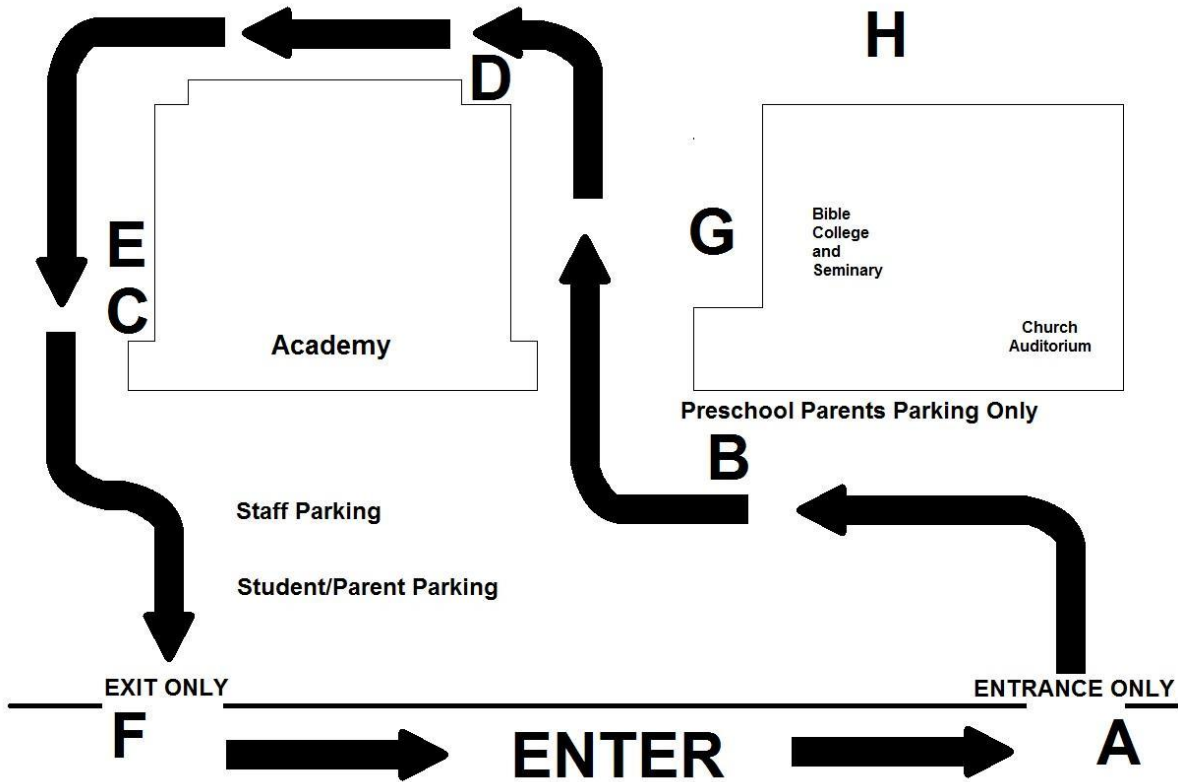 H
D
Bible
College
and
Seminary
G
E
C
Church
Auditorium
Academy
Preschool Parents Parking Only
B
Staff Parking
Student/Parent Parking
EXIT ONLY
ENTRANCE ONLY
F
ENTER
A